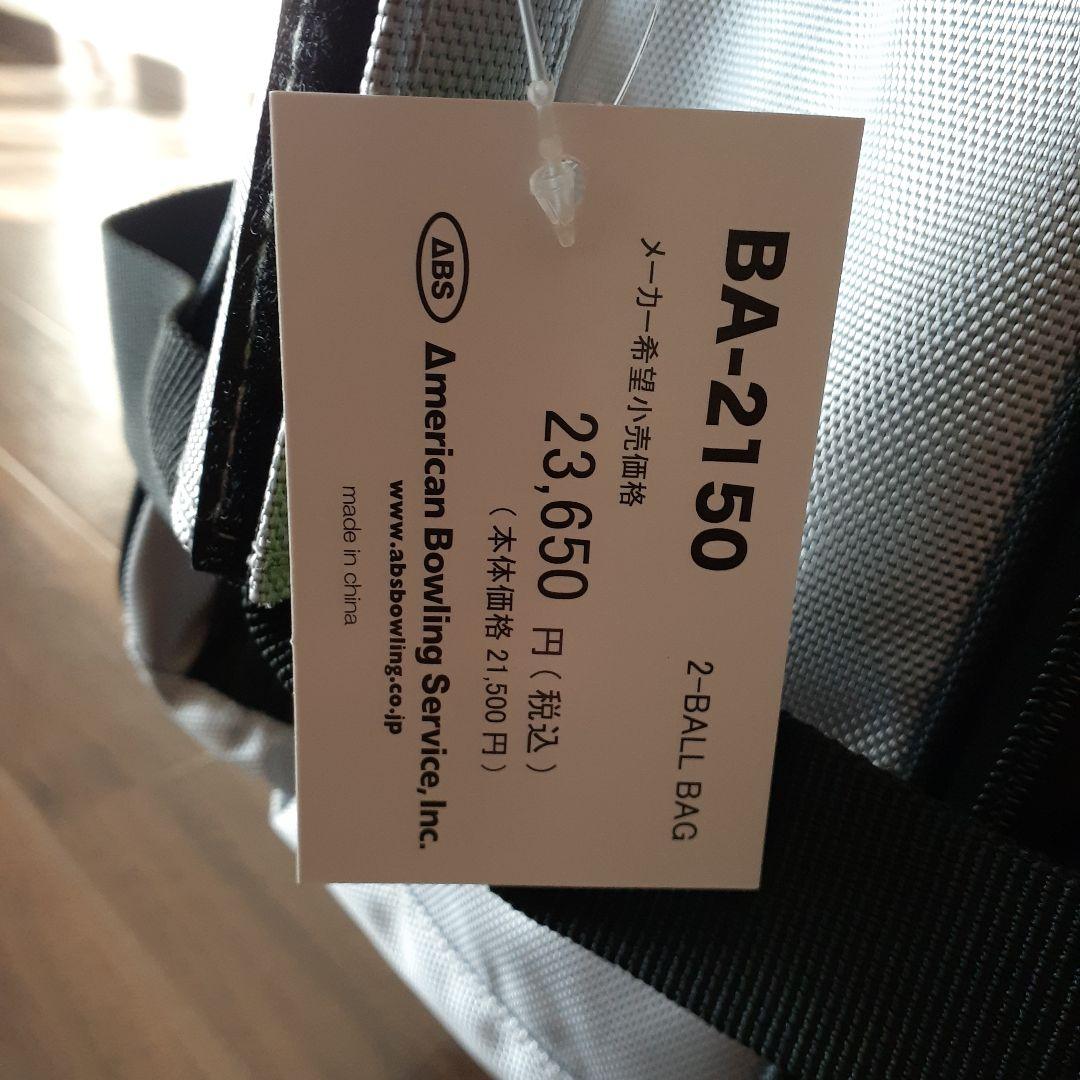 BA-2150
2-BALL BAG
メーカー希望小売価格
23,650 円 ( 税込 )
( 本体価格 21,500 円 )
ABS American Bowling Service, Inc.
www.absbowling.co.jp
made in china